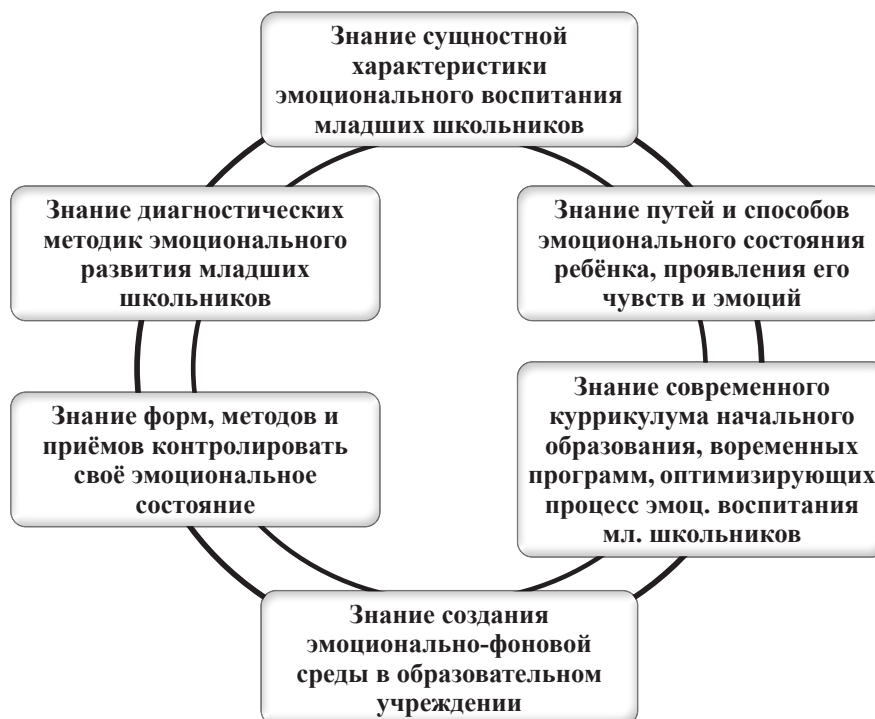 Знание сущностной
характеристики
эмоционального воспитания
младших школьников
Знание диагностических
методик эмоционального
развития младших
школьников
Знание путей и способов
эмоционального состояния
ребёнка, проявления его
чувств и эмоций
Знание форм, методов и
приёмов контролировать
своё эмоциональное
состояние
Знание современного
куррикулума начального
образования, воременных
программ, оптимизирующих
процесс эмоц. воспитания
мл. школьников
Знание создания
эмоционально-фоновой
среды в образовательном
учреждении